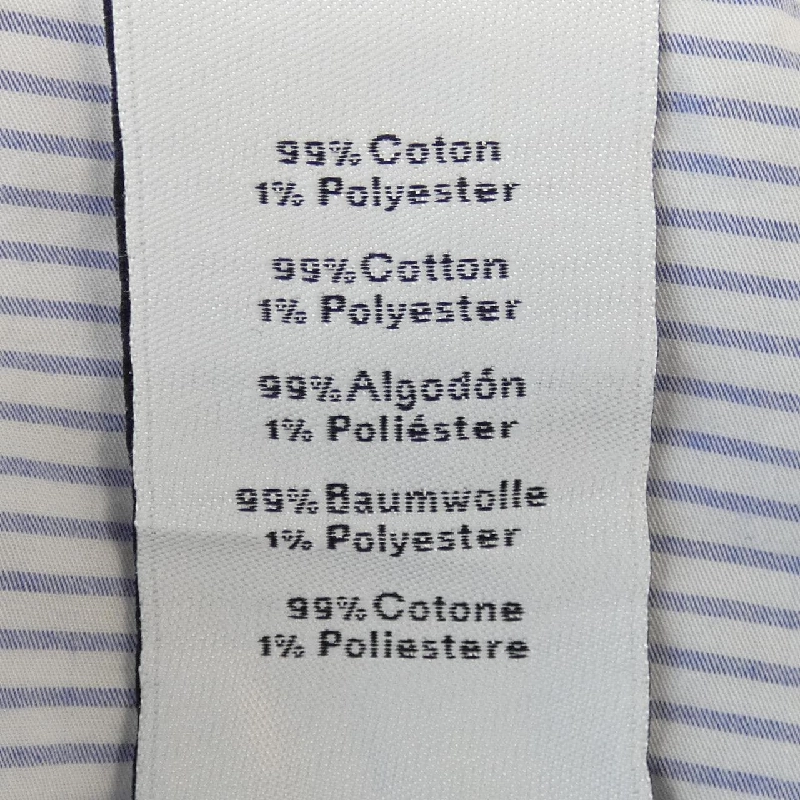 99% Coton
1% Polyester
99% Cotton
1% Polyester
99% Algodón
1% Poliéster
99% Baumwolle
1% Polyester
99% Cotone
1% Poliestere